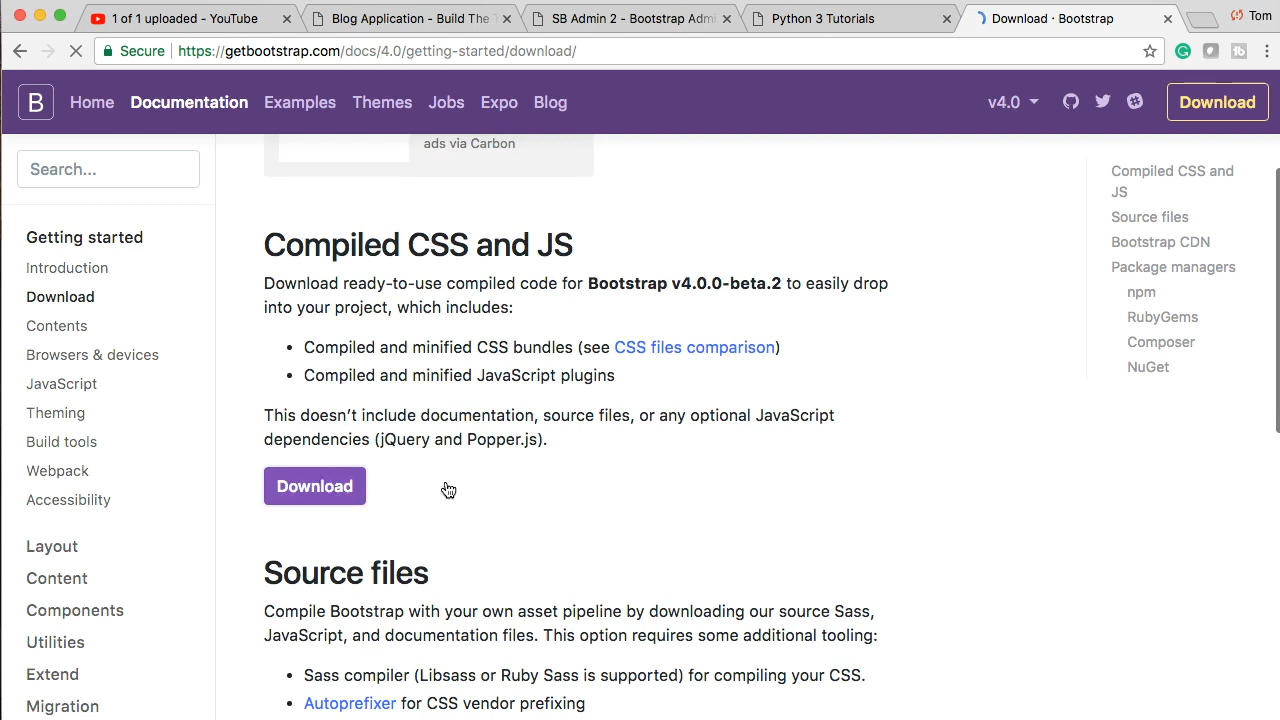 1 of 1 uploaded - YouTube
Blog Application - Build The
SB Admin 2 - Bootstrap Admi
Python 3 Tutorials
Download · Bootstrap
Tom
Secure
https://getbootstrap.com/docs/4.0/getting-started/download/
B
Home
Documentation
Examples
Themes
Jobs
Expo
Blog
v4.0
Download
Search...
Getting started
Introduction
Download
Contents
Browsers & devices
JavaScript
Theming
Build tools
Webpack
Accessibility
Layout
Content
Components
Utilities
Extend
Migration
ads via Carbon
Compiled CSS and JS
Download ready-to-use compiled code for Bootstrap v4.0.0-beta.2 to easily drop
into your project, which includes:
• Compiled and minified CSS bundles (see CSS files comparison)
• Compiled and minified JavaScript plugins
This doesn't include documentation, source files, or any optional JavaScript
dependencies (jQuery and Popper.js).
Download
Source files
Compile Bootstrap with your own asset pipeline by downloading our source Sass,
JavaScript, and documentation files. This option requires some additional tooling:
• Sass compiler (Libsass or Ruby Sass is supported) for compiling your CSS.
• Autoprefixer for CSS vendor prefixing
Compiled CSS and
JS
Source files
Bootstrap CDN
Package managers
npm
RubyGems
Composer
NuGet